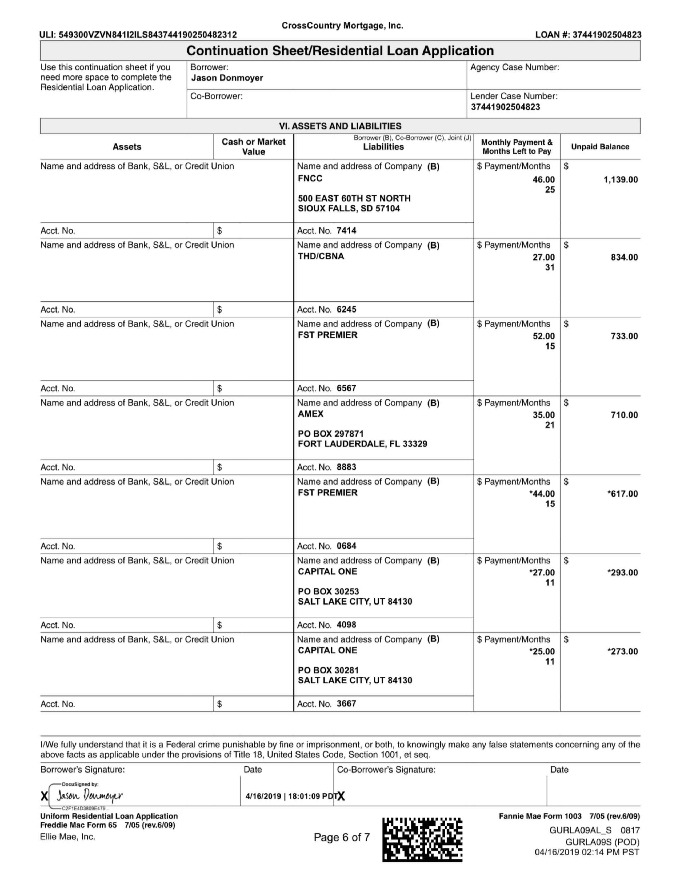 CrossCountry Mortgage, Inc.
ULI: 549300VZVN841I2ILS84374419025048​2312 LOAN #: 37441902504823
Continuation Sheet/Residential Loan Application
Use this continuation sheet if you
need more space to complete the
Residential Loan Application.
Borrower:
Jason Donmoyer
Agency Case Number:
Co-Borrower:
Lender Case Number:
37441902504823
VI. ASSETS AND LIABILITIES
Borrower (B), Co-Borrower (C), Joint (J)
Assets Cash or Market Value Liabilities Monthly Payment & Months Left to Pay Unpaid Balance
Name and address of Bank, S&L, or Credit Union Name and address of Company (B) $ Payment/Months $
FNCC 46.00 1,139.00
25
500 EAST 60TH ST NORTH
SIOUX FALLS, SD 57104
Acct. No. $ Acct. No. 7414
Name and address of Bank, S&L, or Credit Union Name and address of Company (B) $ Payment/Months $
THD/CBNA 27.00 834.00
31
Acct. No. $ Acct. No. 6245
Name and address of Bank, S&L, or Credit Union Name and address of Company (B) $ Payment/Months $
FST PREMIER 52.00 733.00
15
Acct. No. $ Acct. No. 6567
Name and address of Bank, S&L, or Credit Union Name and address of Company (B) $ Payment/Months $
AMEX 35.00 710.00
21
PO BOX 297871
FORT LAUDERDALE, FL 33329
Acct. No. $ Acct. No. 8883
Name and address of Bank, S&L, or Credit Union Name and address of Company (B) $ Payment/Months $
FST PREMIER *44.00 *617.00
15
Acct. No. $ Acct. No. 0684
Name and address of Bank, S&L, or Credit Union Name and address of Company (B) $ Payment/Months $
CAPITAL ONE *27.00 *293.00
11
PO BOX 30253
SALT LAKE CITY, UT 84130
Acct. No. $ Acct. No. 4098
Name and address of Bank, S&L, or Credit Union Name and address of Company (B) $ Payment/Months $
CAPITAL ONE *25.00 *273.00
11
PO BOX 30281
SALT LAKE CITY, UT 84130
Acct. No. $ Acct. No. 3667
I/We fully understand that it is a Federal crime punishable by fine or imprisonment, or both, to knowingly make any false statements concerning any of the
above facts as applicable under the provisions of Title 18, United States Code, Section 1001, et seq.
Borrower's Signature: Date Co-Borrower's Signature: Date
DocuSigned by:
X Jason Donmoyer 4/16/2019 | 18:01:09 PDT X
Uniform Residential Loan Application Fannie Mae Form 1003 7/05 (rev.6/09)
Freddie Mac Form 65 7/05 (rev.6/09)
Ellie Mae, Inc. Page 6 of 7 GURLA09AL_S 0817
GURLA09S (POD)
04/16/2019 02:14 PM PST